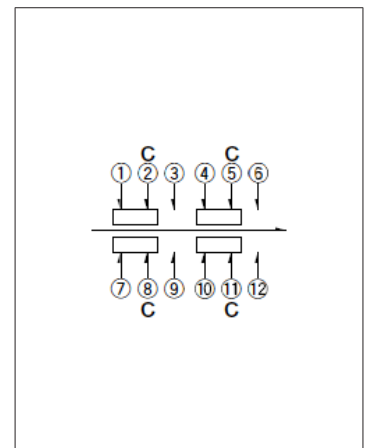 C C
① ② ③ ④ ⑤ ⑥
⑦ ⑧ ⑨ ⑩ ⑪ ⑫
C C